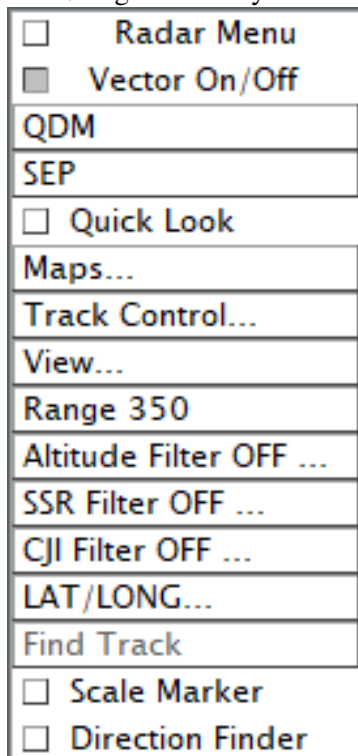 Radar Menu
Vector On/Off
QDM
SEP
Quick Look
Maps...
Track Control...
View...
Range 350
Altitude Filter OFF ...
SSR Filter OFF ...
CJI Filter OFF ...
LAT/LONG...
Find Track
Scale Marker
Direction Finder